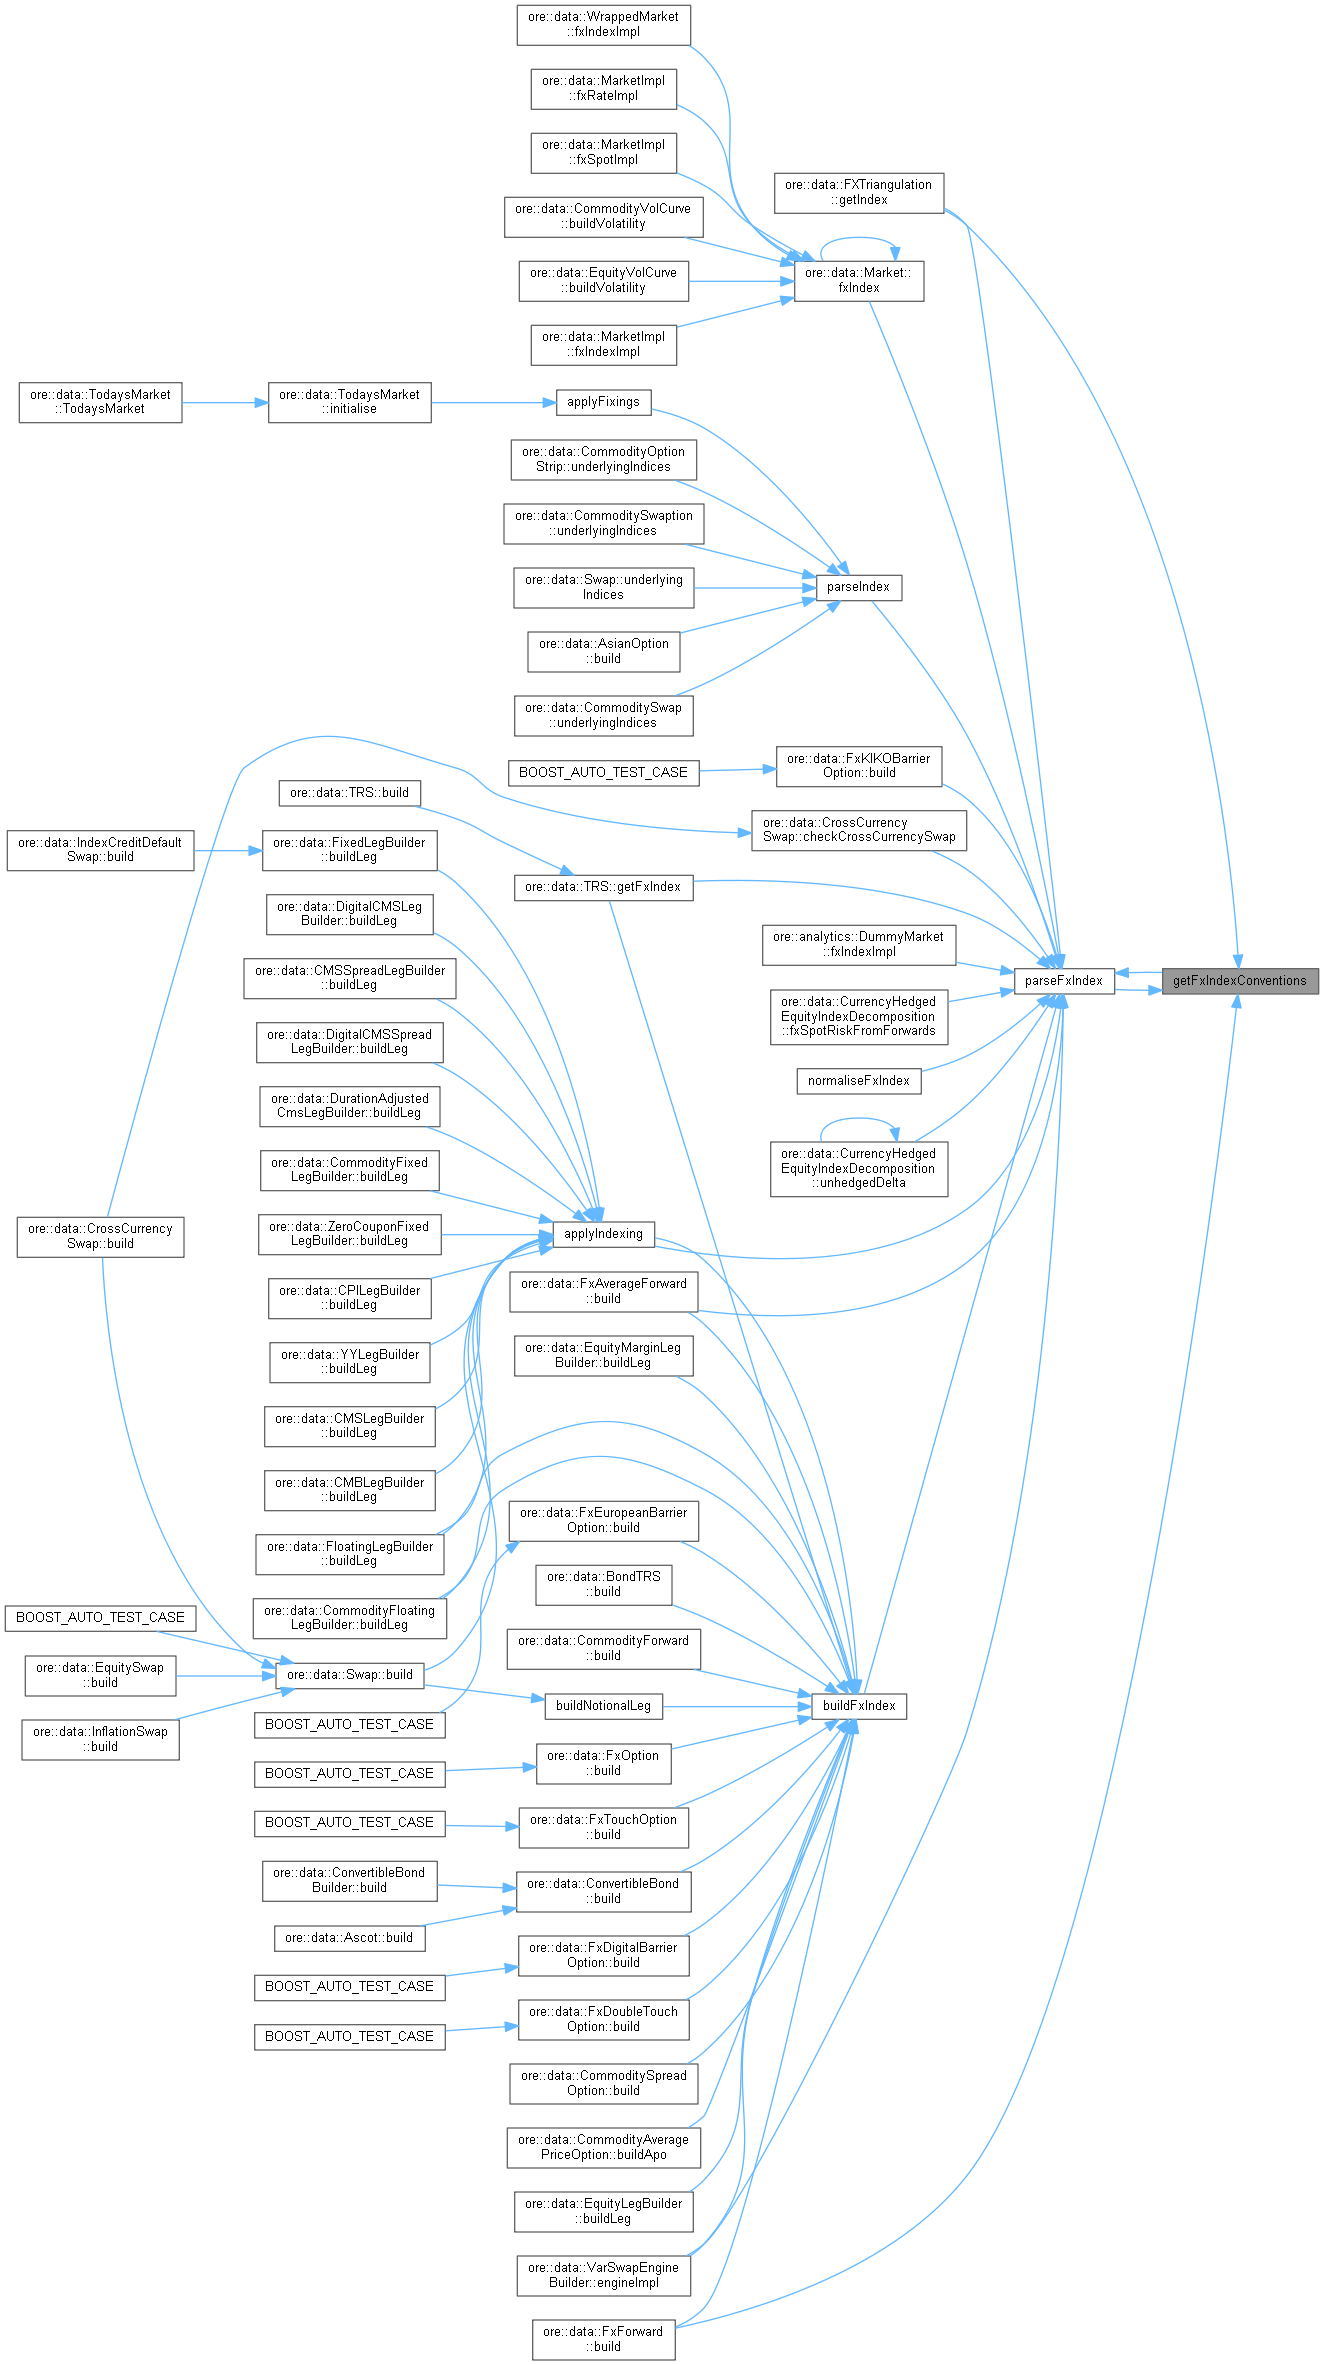 ore::data::WrappedMarket
::fxIndexImpl
ore::data::MarketImpl
::fxRateImpl
ore::data::MarketImpl
::fxSpotImpl
ore::data::FXTriangulation
::getIndex
ore::data::CommodityVolCurve
::buildVolatility
ore::data::EquityVolCurve
::buildVolatility
ore::data::Market::
fxIndex
ore::data::MarketImpl
::fxIndexImpl
ore::data::TodaysMarket
::TodaysMarket
ore::data::TodaysMarket
::initialise
applyFixings
ore::data::CommodityOption
Strip::underlyingIndices
ore::data::CommoditySwaption
::underlyingIndices
ore::data::Swap::underlying
Indices
parseIndex
ore::data::AsianOption
::build
ore::data::CommoditySwap
::underlyingIndices
BOOST_AUTO_TEST_CASE
ore::data::FxKIKOBarrier
Option::build
ore::data::TRS::build
ore::data::CrossCurrency
Swap::checkCrossCurrencySwap
ore::data::IndexCreditDefault
Swap::build
ore::data::FixedLegBuilder
::buildLeg
ore::data::TRS::getFxIndex
ore::data::DigitalCMSLeg
Builder::buildLeg
ore::analytics::DummyMarket
::fxIndexImpl
ore::data::CMSSpreadLegBuilder
::buildLeg
parseFxIndex
getFxIndexConventions
ore::data::CurrencyHedged
EquityIndexDecomposition
::fxSpotRiskFromForwards
ore::data::DigitalCMSSpread
LegBuilder::buildLeg
normaliseFxIndex
ore::data::DurationAdjusted
CmsLegBuilder::buildLeg
ore::data::CurrencyHedged
EquityIndexDecomposition
::unhedgedDelta
ore::data::CommodityFixed
LegBuilder::buildLeg
ore::data::CrossCurrency
Swap::build
ore::data::ZeroCouponFixed
LegBuilder::buildLeg
applyIndexing
ore::data::CPILegBuilder
::buildLeg
ore::data::FxAverageForward
::build
ore::data::YYLegBuilder
::buildLeg
ore::data::EquityMarginLeg
Builder::buildLeg
ore::data::CMSLegBuilder
::buildLeg
ore::data::CMBLegBuilder
::buildLeg
ore::data::FxEuropeanBarrier
Option::build
ore::data::FloatingLegBuilder
::buildLeg
ore::data::BondTRS
::build
BOOST_AUTO_TEST_CASE
ore::data::CommodityFloating
LegBuilder::buildLeg
ore::data::CommodityForward
::build
ore::data::EquitySwap
::build
ore::data::Swap::build
buildNotionalLeg
buildFxIndex
ore::data::InflationSwap
::build
BOOST_AUTO_TEST_CASE
ore::data::FxOption
::build
BOOST_AUTO_TEST_CASE
BOOST_AUTO_TEST_CASE
ore::data::FxTouchOption
::build
ore::data::ConvertibleBond
Builder::build
ore::data::ConvertibleBond
::build
ore::data::Ascot::build
ore::data::FxDigitalBarrier
Option::build
BOOST_AUTO_TEST_CASE
ore::data::FxDoubleTouch
Option::build
BOOST_AUTO_TEST_CASE
ore::data::CommoditySpread
Option::build
ore::data::CommodityAverage
PriceOption::buildApo
ore::data::EquityLegBuilder
::buildLeg
ore::data::VarSwapEngine
Builder::engineImpl
ore::data::FxForward
::build